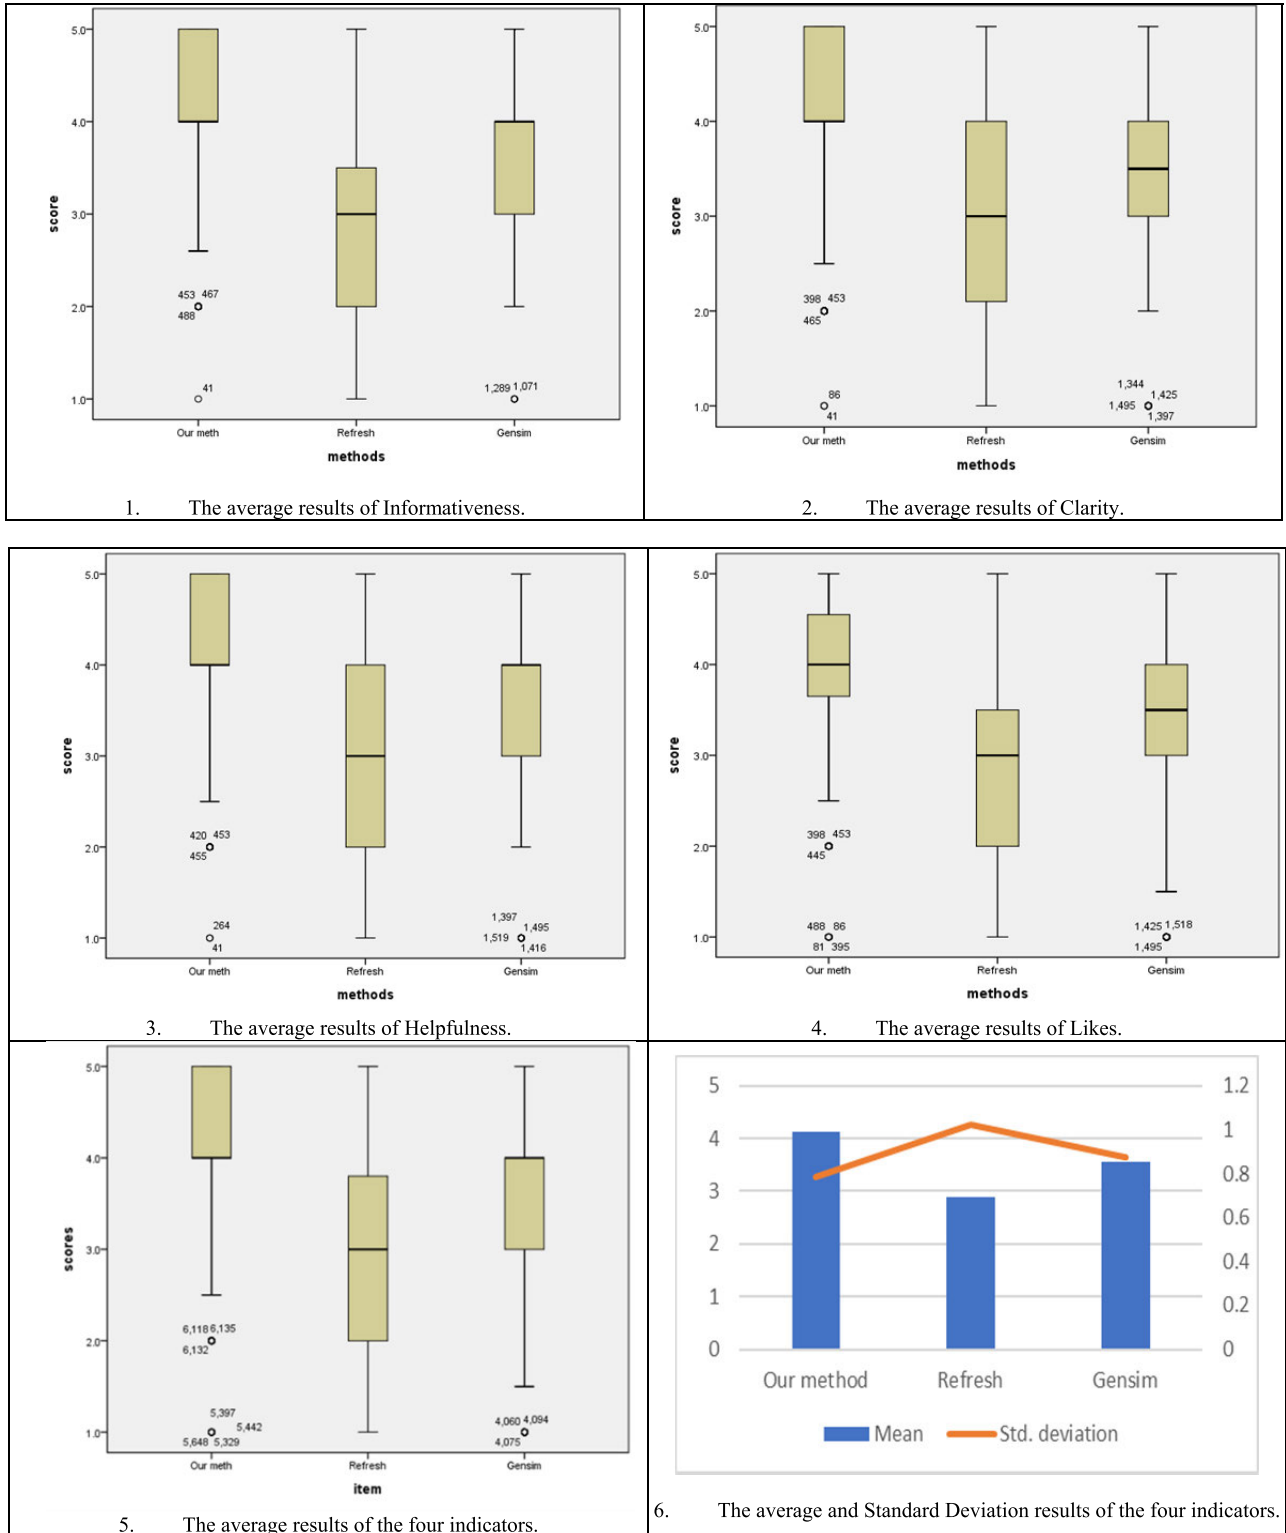 5.0
4.0
3.0
2.0
1.0
score
453 467
488
41
1,289 1,071
Our meth Refresh Gensim
methods
1. The average results of Informativeness.
5.0
4.0
3.0
2.0
1.0
score
398 453
465
86
41
1,344
1,425
1,495
1,397
Our meth Refresh Gensim
methods
2. The average results of Clarity.
5.0
4.0
3.0
2.0
1.0
score
420 453
455
264
41
1,397
1,495
1,519
1,416
Our meth Refresh Gensim
methods
3. The average results of Helpfulness.
5.0
4.0
3.0
2.0
1.0
score
398 453
445
488 86
81 395
1,425 1,518
1,495
Our meth Refresh Gensim
methods
4. The average results of Likes.
5.0
4.0
3.0
2.0
1.0
scores
6,118 6,135
6,132
5,397
5,442
5,648 5,329
4,060 4,094
4,075
Our meth Refresh Gensim
item
5. The average results of the four indicators.
5 1.2
4 1
3 0.8
2 0.6
1 0.4
0 0.2
0
Our method Refresh Gensim
Mean Std. deviation
6. The average and Standard Deviation results of the four indicators.